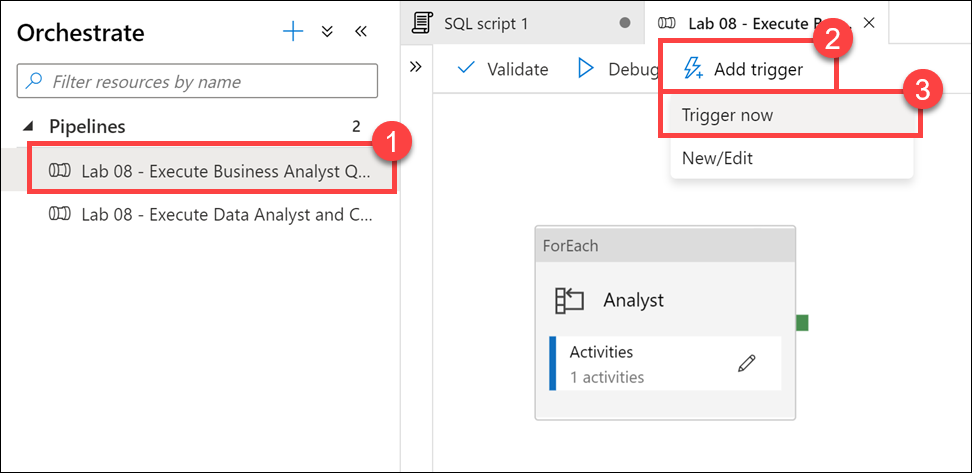 Orchestrate
Filter resources by name
Pipelines 2
1
Lab 08 - Execute Business Analyst Q...
Lab 08 - Execute Data Analyst and C...
SQL script 1
Lab 08 - Execute B...
2
Validate
Debug
Add trigger
3
Trigger now
New/Edit
ForEach
Analyst
Activities
1 activities